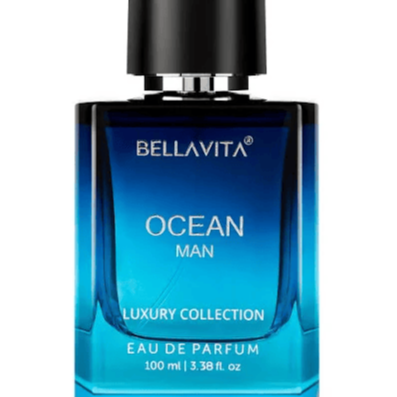 BELLAVITA®
OCEAN
MAN
LUXURY COLLECTION
EAU DE PARFUM
100 ml | 3.38 fl. oz